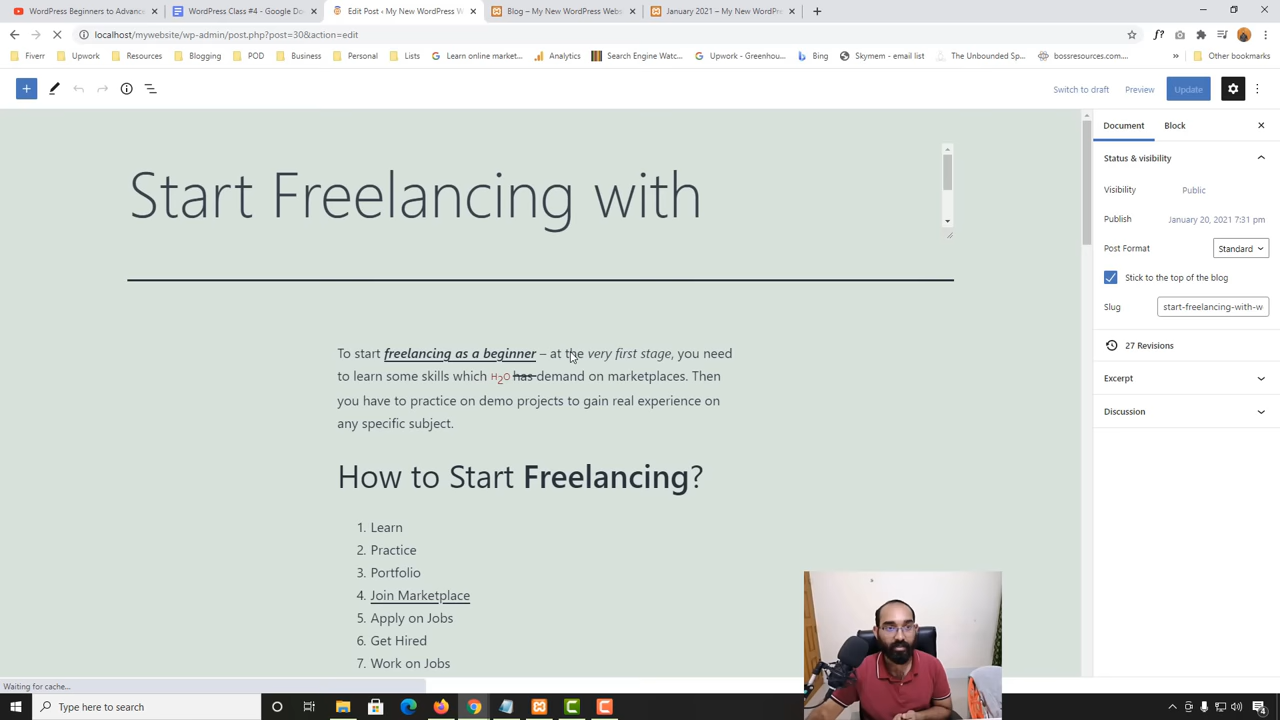 WordPress Beginners to Advance
WordPress Class #4 - Google Do
Edit Post ‹ My New WordPress W
Blog – My New WordPress Webs
January 2021 – My New WordPre
localhost/mywebsite/wp-admin/post.php?post=30&action=edit
Fiverr
Upwork
Resources
Blogging
POD
Business
Personal
Lists
Learn online market...
Analytics
Search Engine Watc...
Upwork - Greenhou...
Bing
Skymem - email list
The Unbounded Sp...
bossresources.com...
»
Other bookmarks
Switch to draft
Preview
Update
Document
Block
Status & visibility
Visibility
Public
Publish
January 20, 2021 7:31 pm
Post Format
Standard
Stick to the top of the blog
Slug
start-freelancing-with-w
27 Revisions
Excerpt
Discussion
Start Freelancing with
To start freelancing as a beginner – at the very first stage, you need
to learn some skills which H2O has demand on marketplaces. Then
you have to practice on demo projects to gain real experience on
any specific subject.
How to Start Freelancing?
1. Learn
2. Practice
3. Portfolio
4. Join Marketplace
5. Apply on Jobs
6. Get Hired
7. Work on Jobs
Waiting for cache...
Type here to search